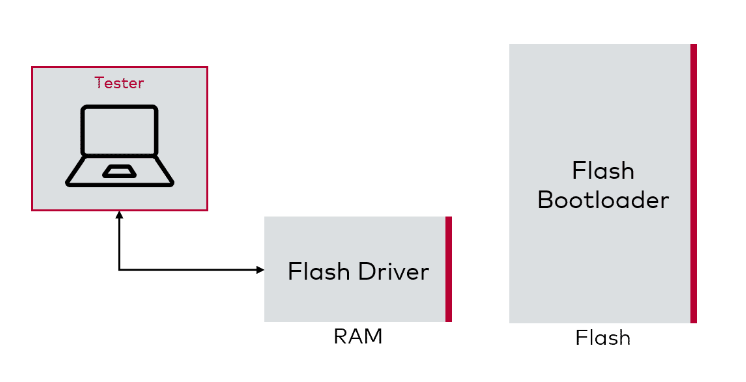 Tester
Flash Driver
RAM
Flash
Bootloader
Flash